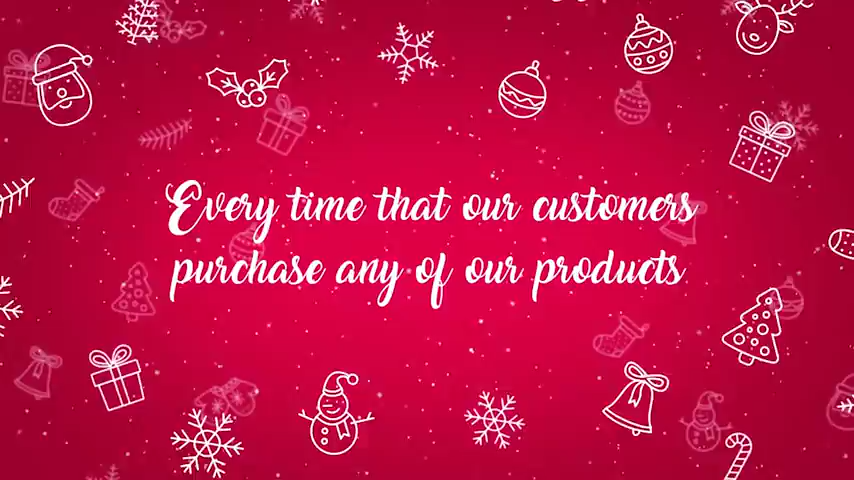 Every time that our customers
purchase any of our products